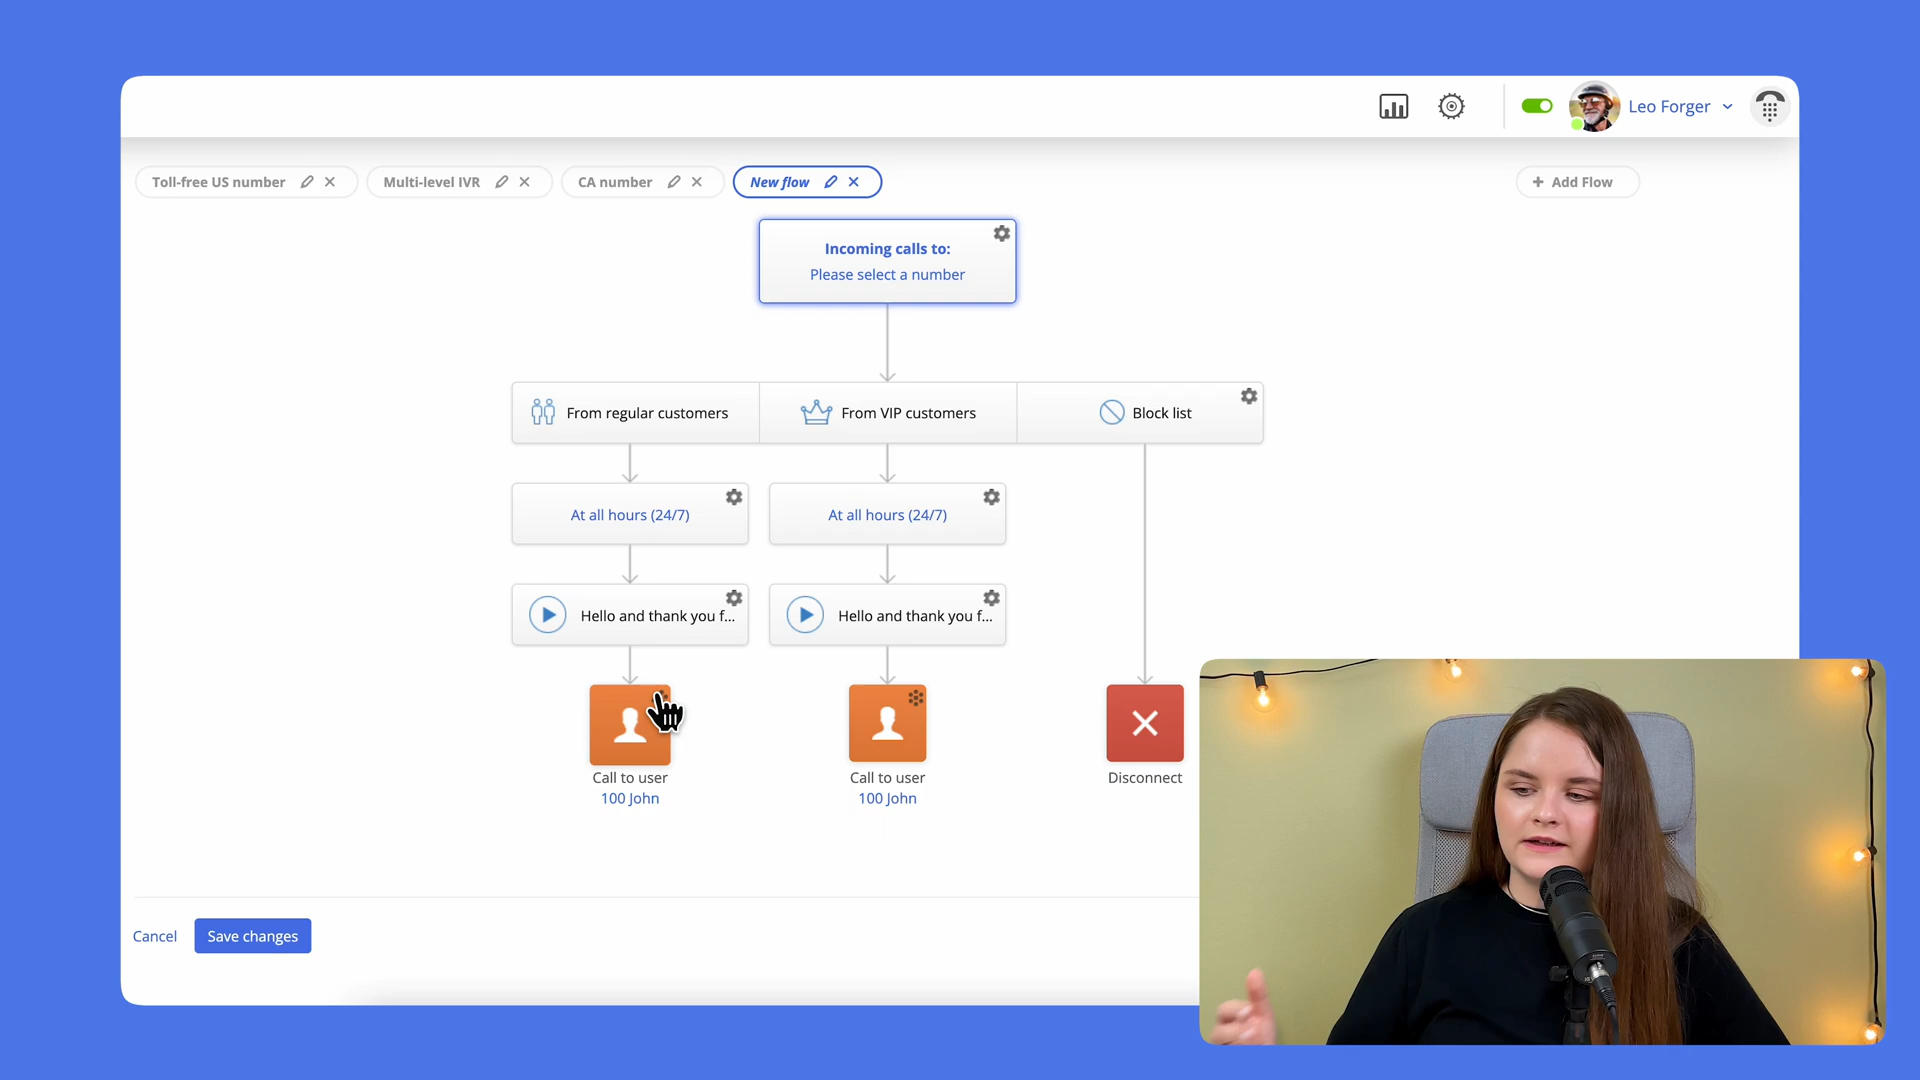 Leo Forger
Toll-free US number
Multi-level IVR
CA number
New flow
+ Add Flow
Incoming calls to:
Please select a number
From regular customers
From VIP customers
Block list
At all hours (24/7)
At all hours (24/7)
Hello and thank you f...
Hello and thank you f...
Call to user
100 John
Call to user
100 John
Disconnect
Cancel
Save changes